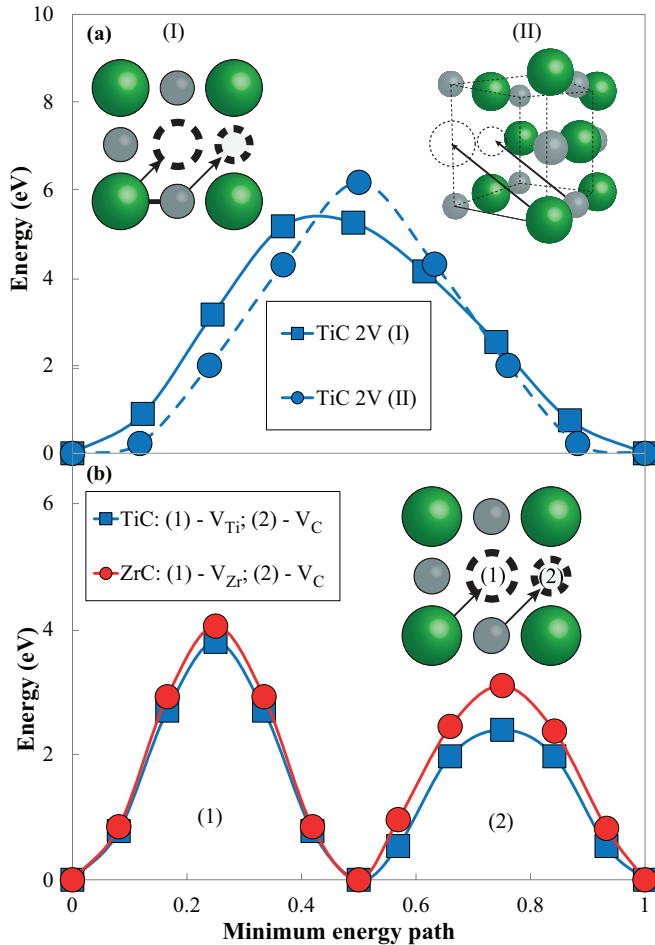 10
(a)
(I)
(II)
8
6
4
2
0
Energy (eV)
TiC 2V (I)
TiC 2V (II)
(b)
6
4
2
0
Energy (eV)
TiC: (1) - V_Ti; (2) - V_C
ZrC: (1) - V_Zr; (2) - V_C
(1)
(2)
(1)
(2)
0
0.2
0.4
0.6
0.8
1
Minimum energy path